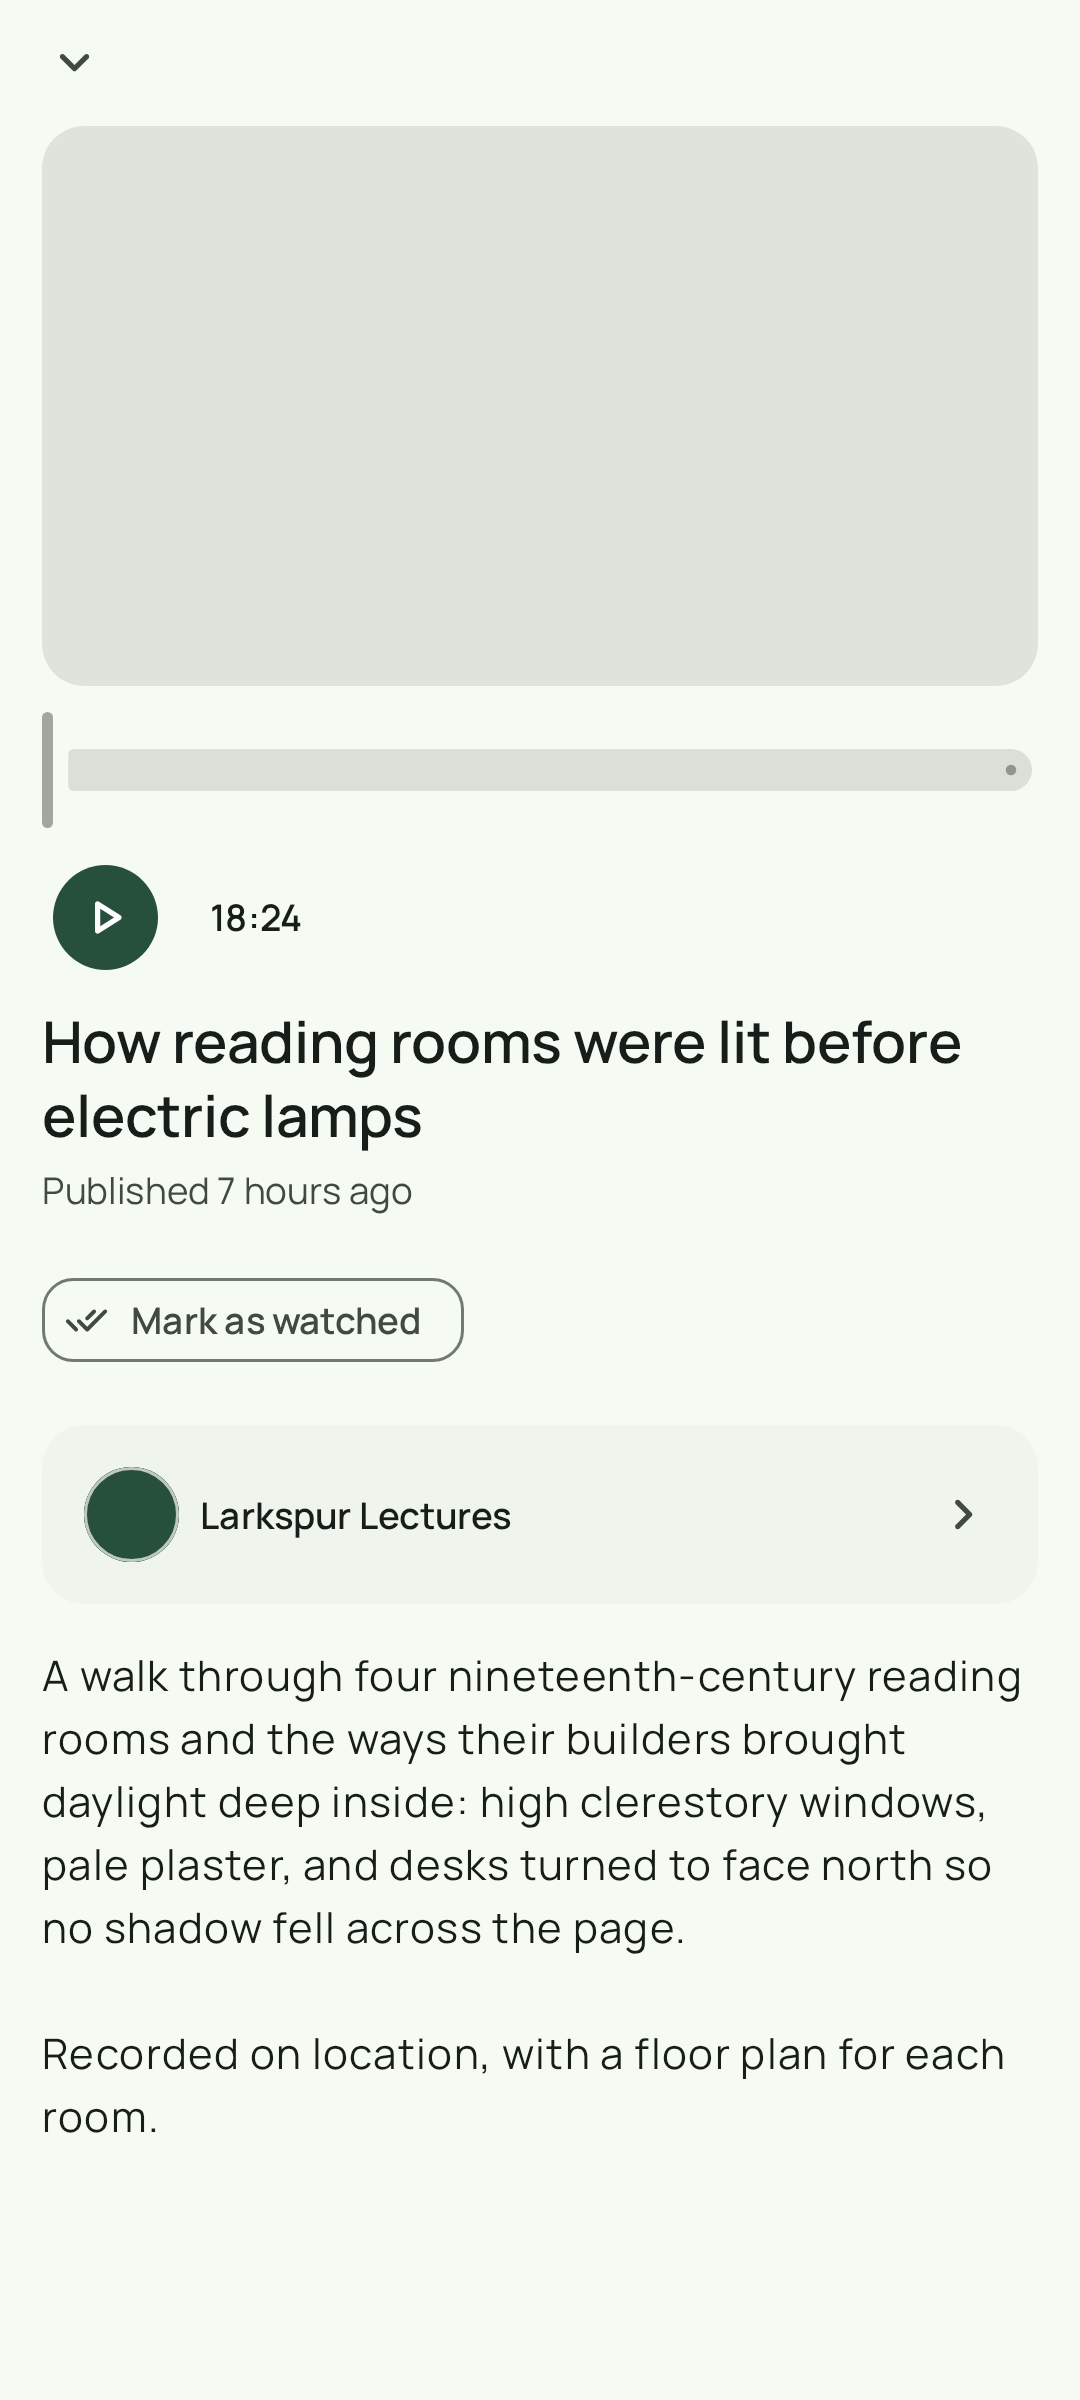 18:24
How reading rooms were lit before
electric lamps
Published 7 hours ago
Mark as watched
Larkspur Lectures
A walk through four nineteenth-century reading
rooms and the ways their builders brought
daylight deep inside: high clerestory windows,
pale plaster, and desks turned to face north so
no shadow fell across the page.
Recorded on location, with a floor plan for each
room.